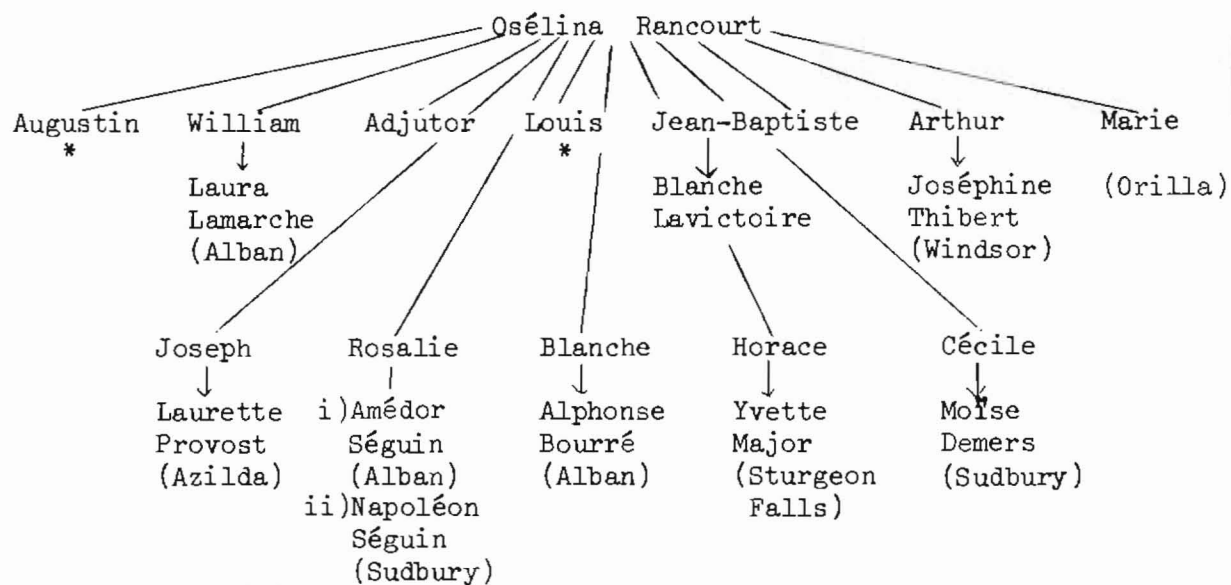 Osélina Rancourt
Augustin William Adjutor Louis Jean-Baptiste Arthur Marie
* *
Laura Blanche Joséphine (Orilla)
Lamarche Lavictoire Thibert
(Alban) (Windsor)
Joseph Rosalie Blanche Horace Cécile
Laurette i)Amédor Alphonse Yvette Moïse
Provost Séguin Bourré Major Demers
(Azilda) (Alban) (Alban) (Sturgeon (Sudbury)
ii)Napoléon Falls)
Séguin
(Sudbury)